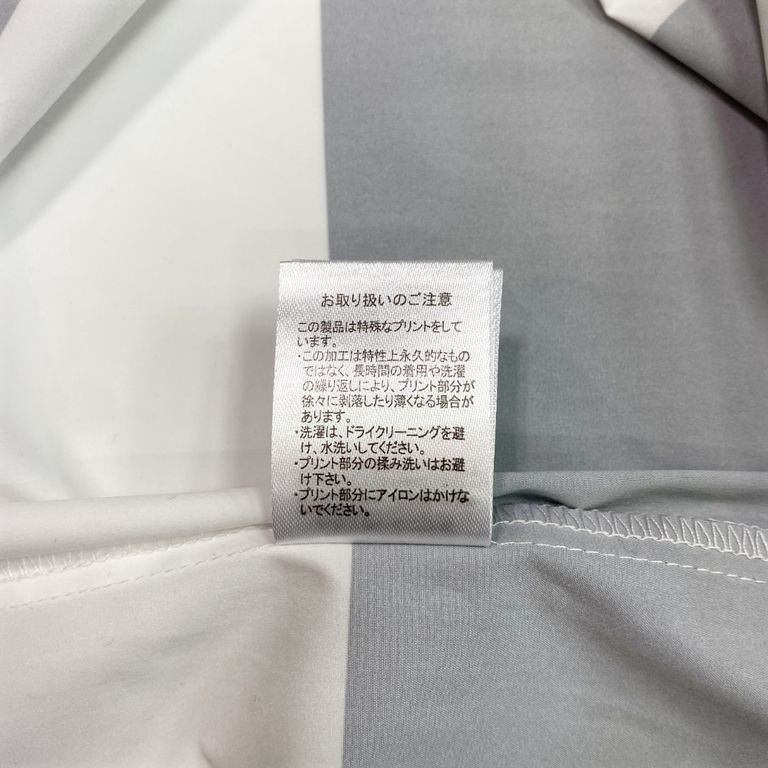 お取り扱いのご注意
この製品は特殊なプリントをして
います。
・この加工は特性上永久的なもの
ではなく、長時間の着用や洗濯
の繰り返しにより、プリント部分が
徐々に剥落したり薄くなる場合が
あります。
・洗濯は、ドライクリーニングを避
け、水洗いしてください。
・プリント部分の揉み洗いはお避
け下さい。
・プリント部分にアイロンはかけな
いでください。